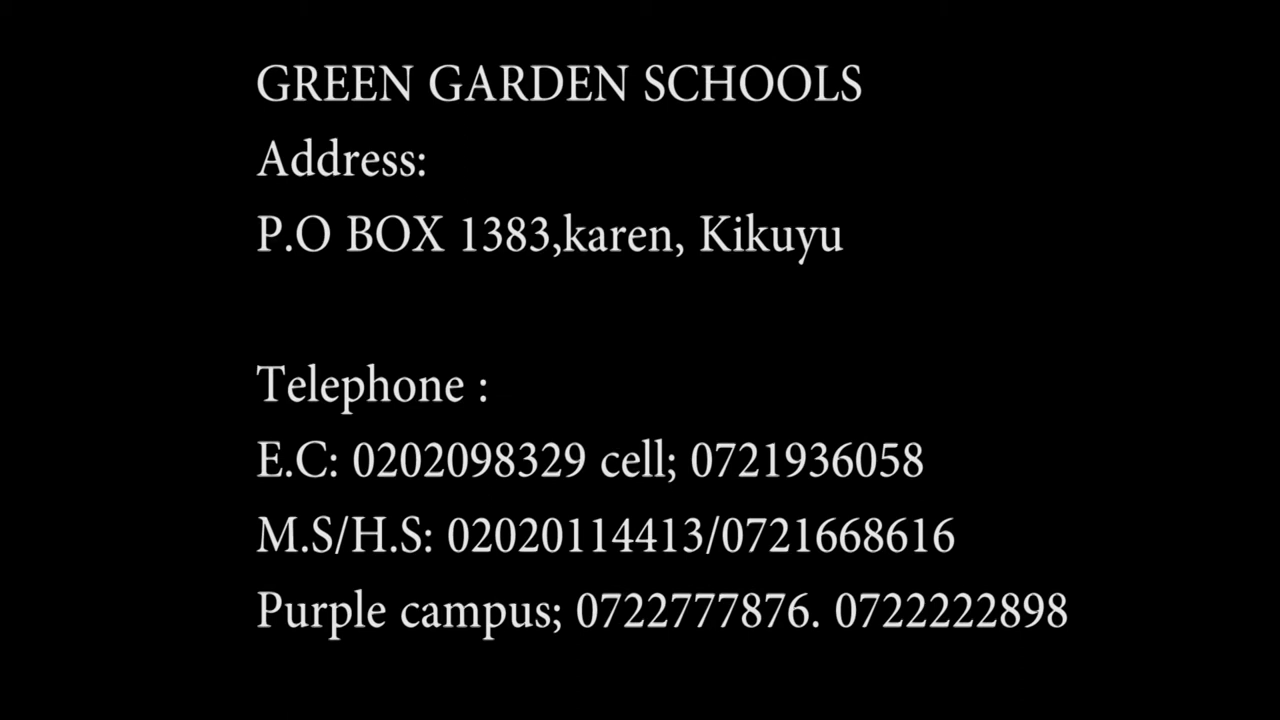 GREEN GARDEN SCHOOLS
Address:
P.O BOX 1383,karen, Kikuyu
Telephone :
E.C: 0202098329 cell; 0721936058
M.S/H.S: 02020114413/0721668616
Purple campus; 0722777876. 0722222898